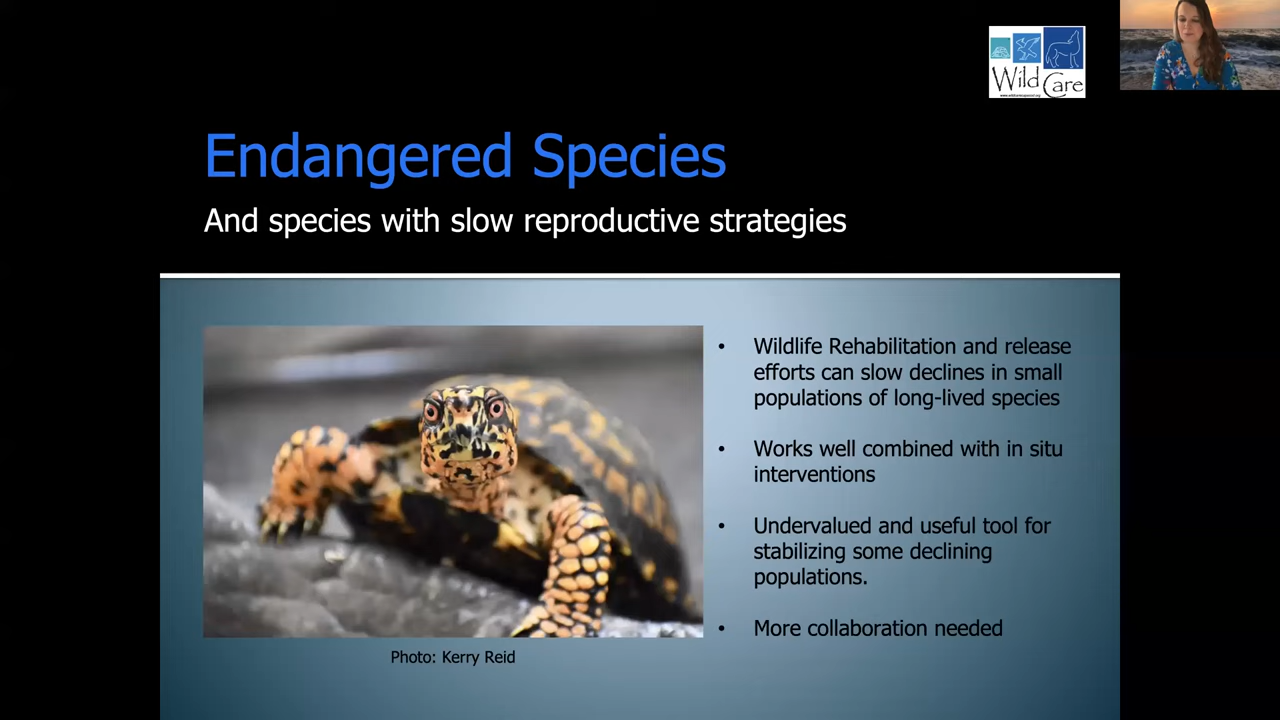 Wild Care
Endangered Species
And species with slow reproductive strategies
• Wildlife Rehabilitation and release
efforts can slow declines in small
populations of long-lived species
• Works well combined with in situ
interventions
• Undervalued and useful tool for
stabilizing some declining
populations.
• More collaboration needed
Photo: Kerry Reid